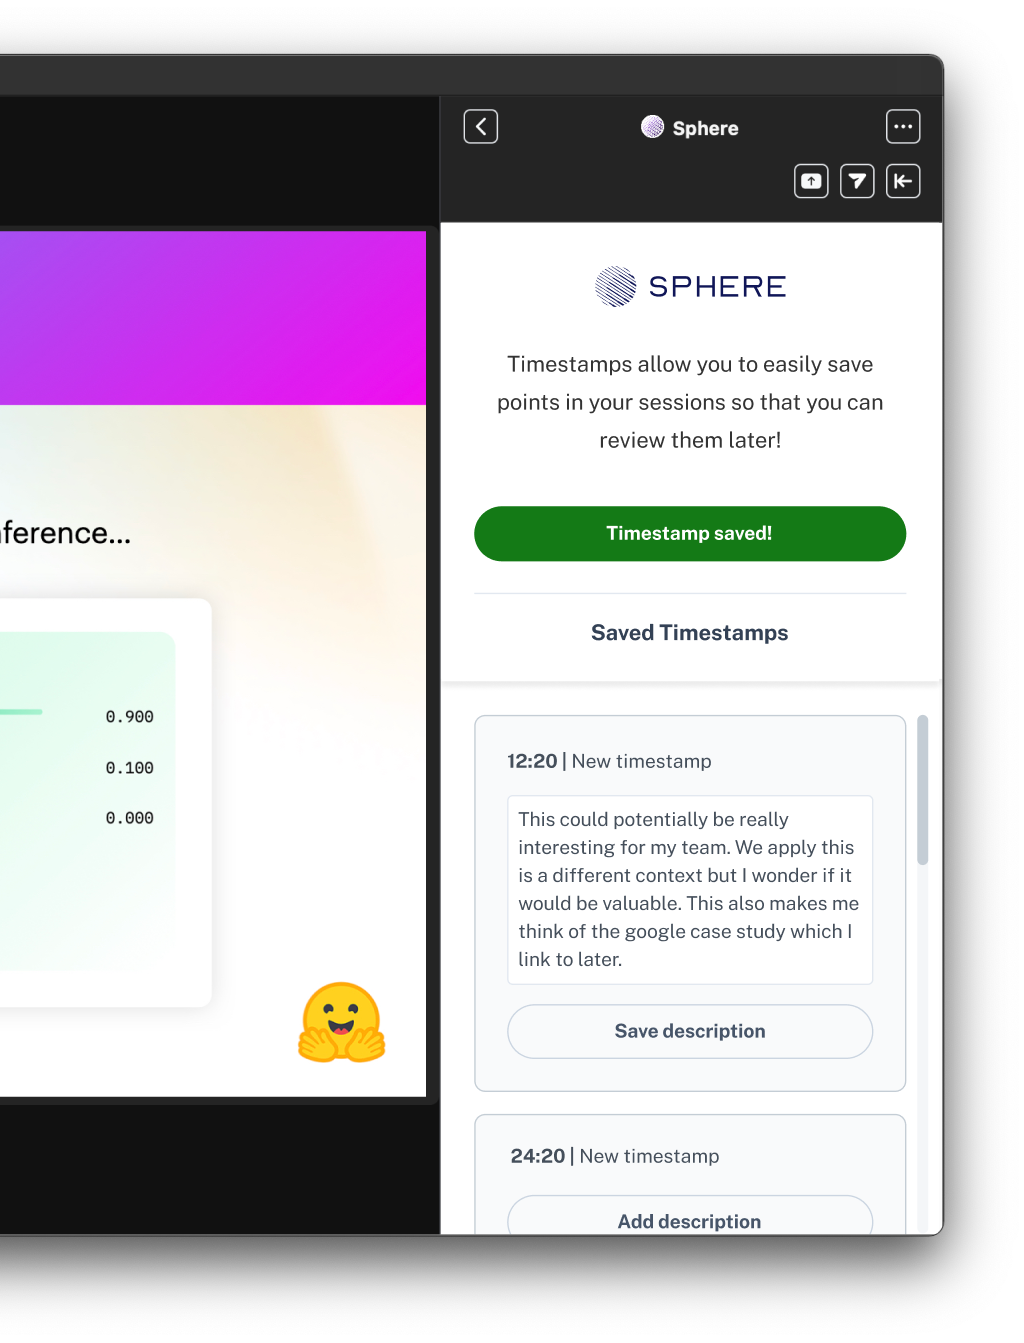 Sphere
SPHERE
Timestamps allow you to easily save
points in your sessions so that you can
review them later!
Timestamp saved!
Saved Timestamps
12:20 | New timestamp
This could potentially be really
interesting for my team. We apply this
is a different context but I wonder if it
would be valuable. This also makes me
think of the google case study which I
link to later.
Save description
24:20 | New timestamp
Add description
ference...
0.900
0.100
0.000